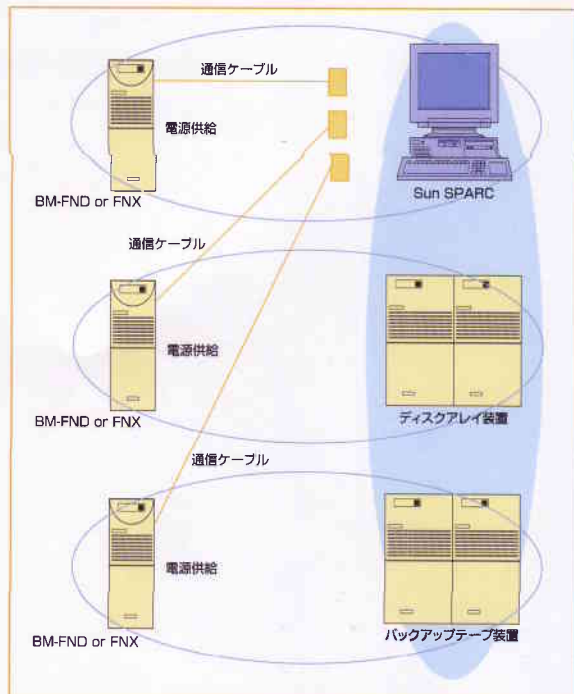 通信ケーブル
電源供給
BM-FND or FNX
Sun SPARC
通信ケーブル
電源供給
BM-FND or FNX
ディスクアレイ装置
通信ケーブル
電源供給
BM-FND or FNX
バックアップテープ装置